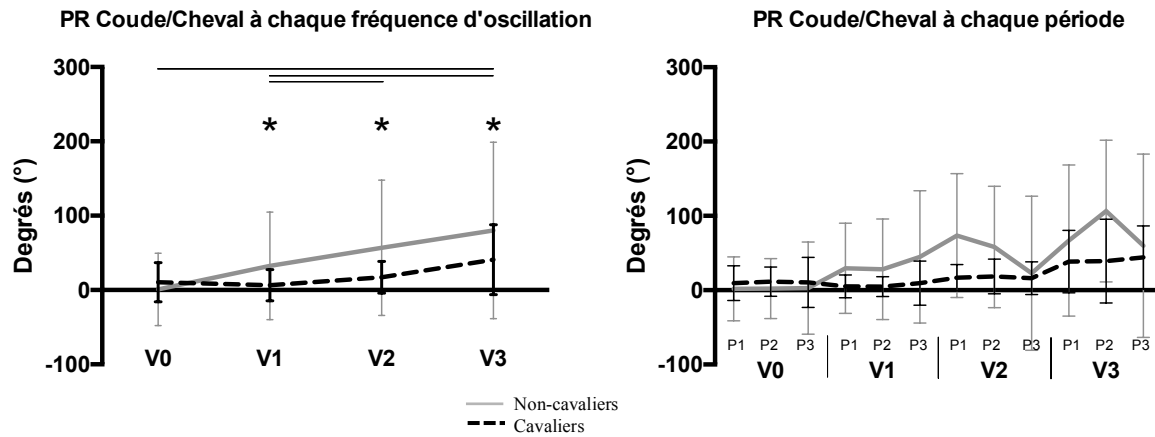 PR Coude/Cheval à chaque fréquence d'oscillation
300
200
100
0
-100
Degrés (°)
* * *
V0 V1 V2 V3
PR Coude/Cheval à chaque période
300
200
100
0
-100
Degrés (°)
P1 P2 P3 P1 P2 P3 P1 P2 P3 P1 P2 P3
V0 V1 V2 V3
Non-cavaliers
Cavaliers